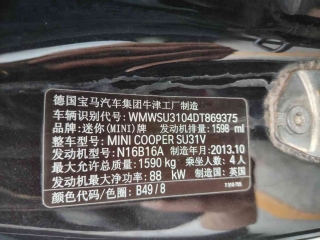 德国宝马汽车集团牛津工厂制造
车辆识别代号: WMWSU3104DT869375
品牌: 迷你(MINI)牌 发动机排量: 1598 ml
整车型号: MINI COOPER SU31V
发动机型号: N16B16A 制造年月: 2013.10
最大允许总质量: 1590 kg 乘坐人数: 4 人
发动机最大净功率: 88 kW 制造国: 英国
颜色代码/色圈: B49 / 8